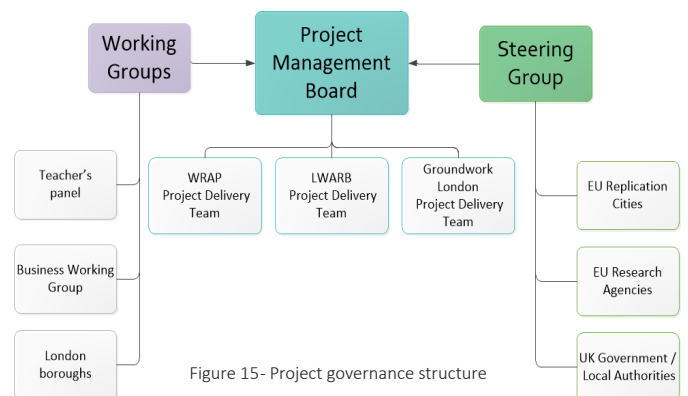 Working
Groups
Project
Management
Board
Steering
Group
Teacher's
panel
Business Working
Group
London
boroughs
WRAP
Project Delivery
Team
LWARB
Project Delivery
Team
Groundwork
London
Project Delivery
Team
EU Replication
Cities
EU Research
Agencies
UK Government /
Local Authorities
Figure 15- Project governance structure